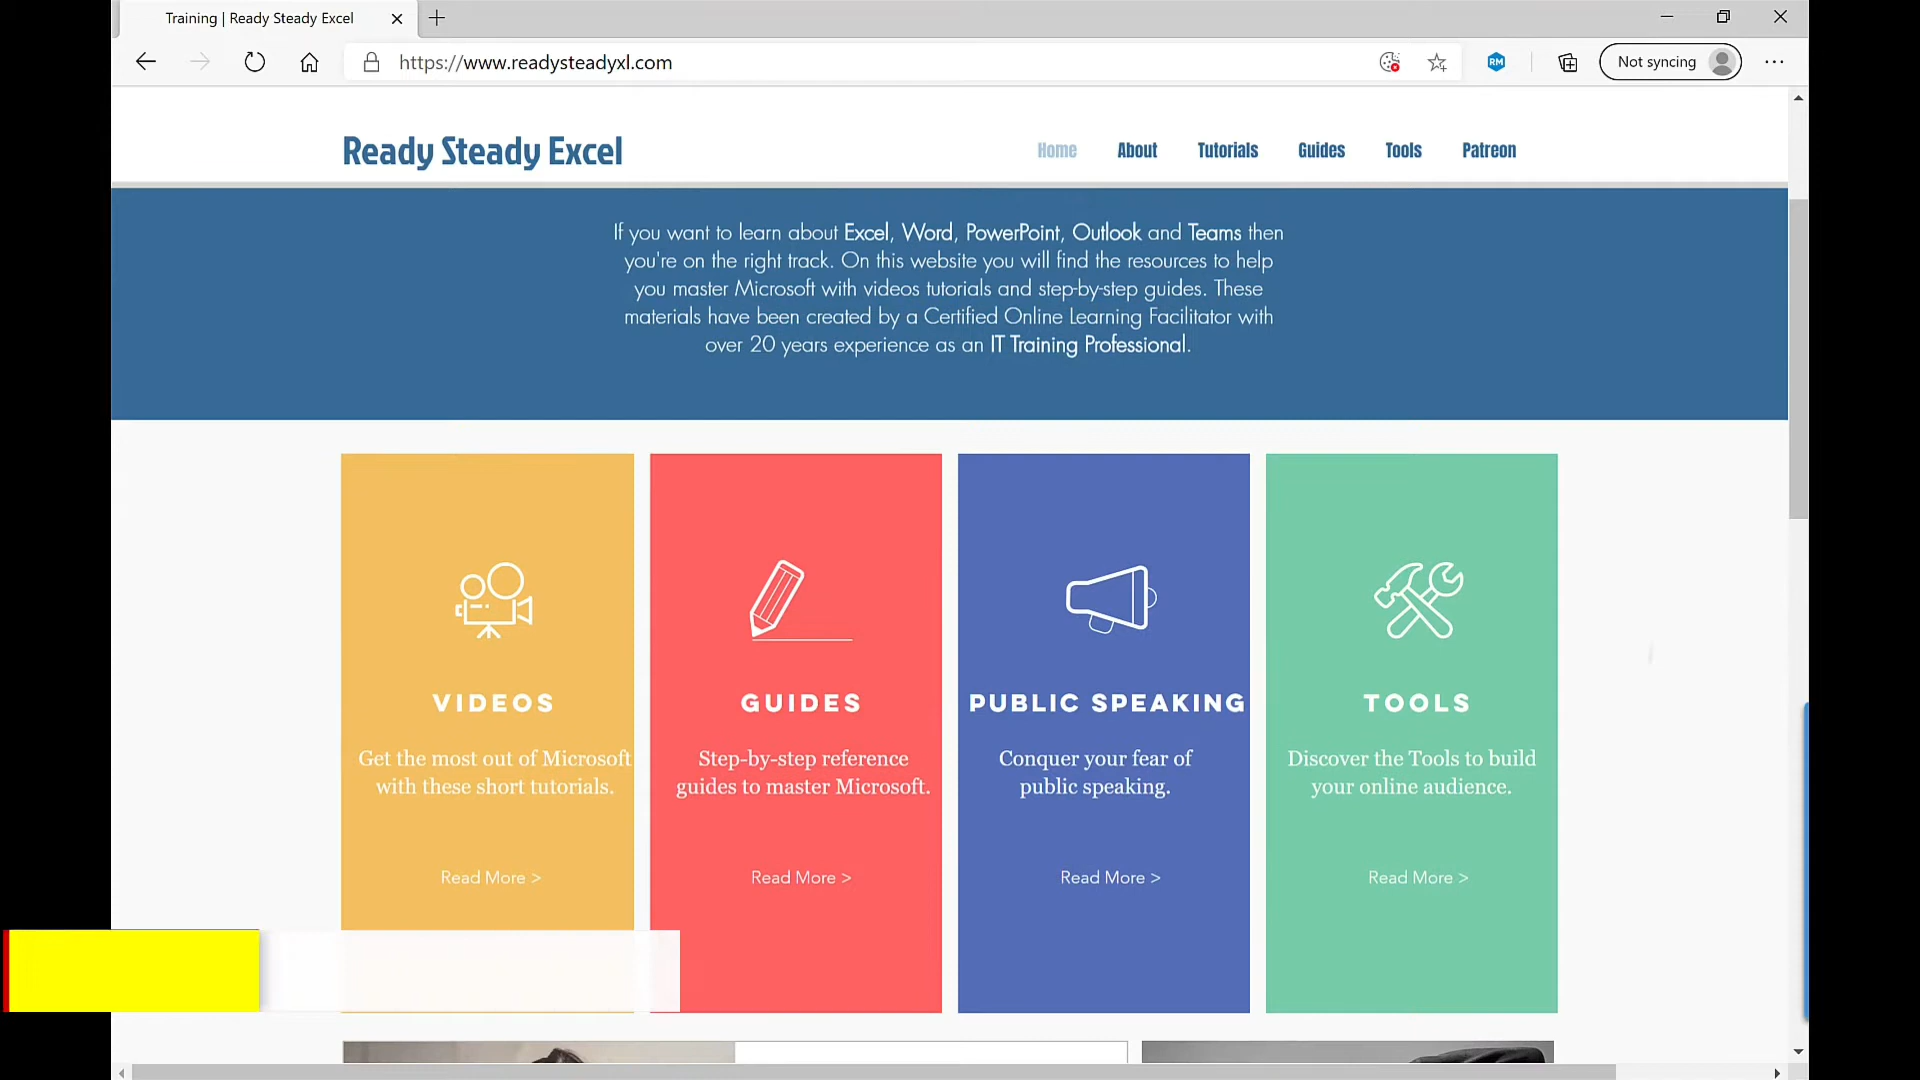 Training | Ready Steady Excel
https://www.readysteadyxl.com
RM
Not syncing
Ready Steady Excel
Home About Tutorials Guides Tools Patreon
If you want to learn about Excel, Word, PowerPoint, Outlook and Teams then
you're on the right track. On this website you will find the resources to help
you master Microsoft with videos tutorials and step-by-step guides. These
materials have been created by a Certified Online Learning Facilitator with
over 20 years experience as an IT Training Professional.
VIDEOS
Get the most out of Microsoft
with these short tutorials.
Read More >
GUIDES
Step-by-step reference
guides to master Microsoft.
Read More >
PUBLIC SPEAKING
Conquer your fear of
public speaking.
Read More >
TOOLS
Discover the Tools to build
your online audience.
Read More >